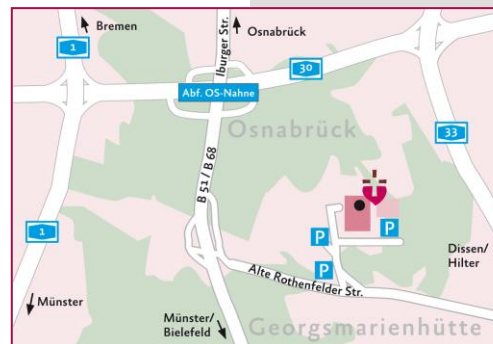 Bremen
Iburger Str.
Osnabrück
1
30
Abf. OS-Nahne
Osnabrück
33
B 51 / B 68
1
P
P
Dissen/
Hilter
P
Münster
Alte Rothenfelder Str.
Münster/
Bielefeld
Georgsmarienhütte